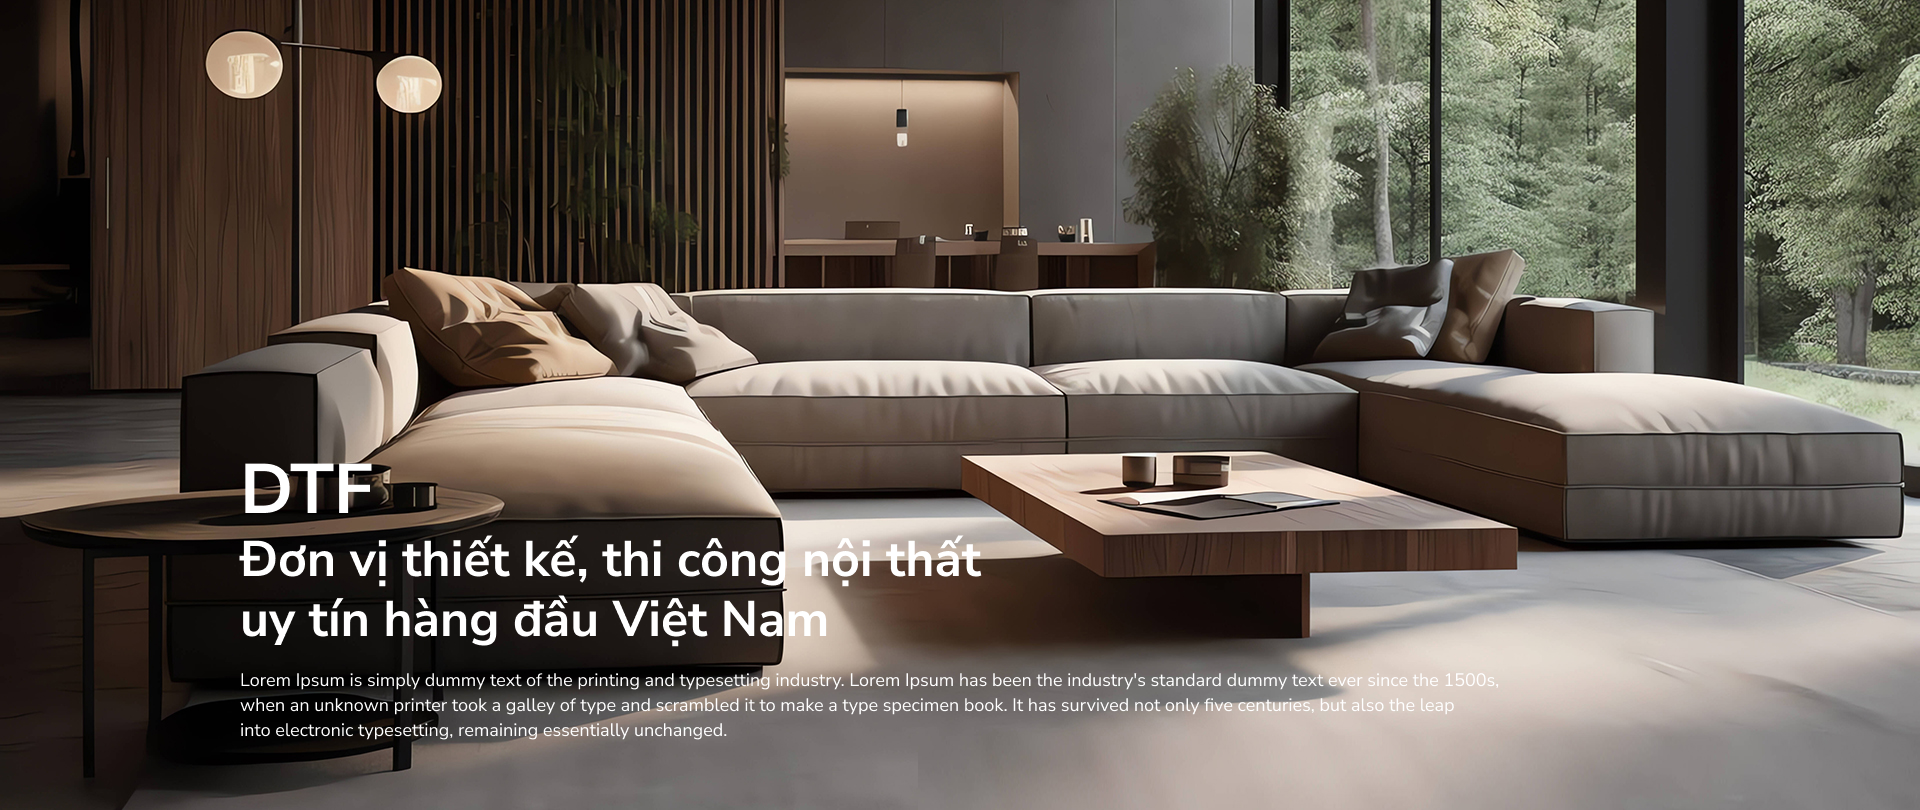 DTF
Đơn vị thiết kế, thi công nội thất
uy tín hàng đầu Việt Nam
Lorem Ipsum is simply dummy text of the printing and typesetting industry. Lorem Ipsum has been the industry's standard dummy text ever since the 1500s,
when an unknown printer took a galley of type and scrambled it to make a type specimen book. It has survived not only five centuries, but also the leap
into electronic typesetting, remaining essentially unchanged.